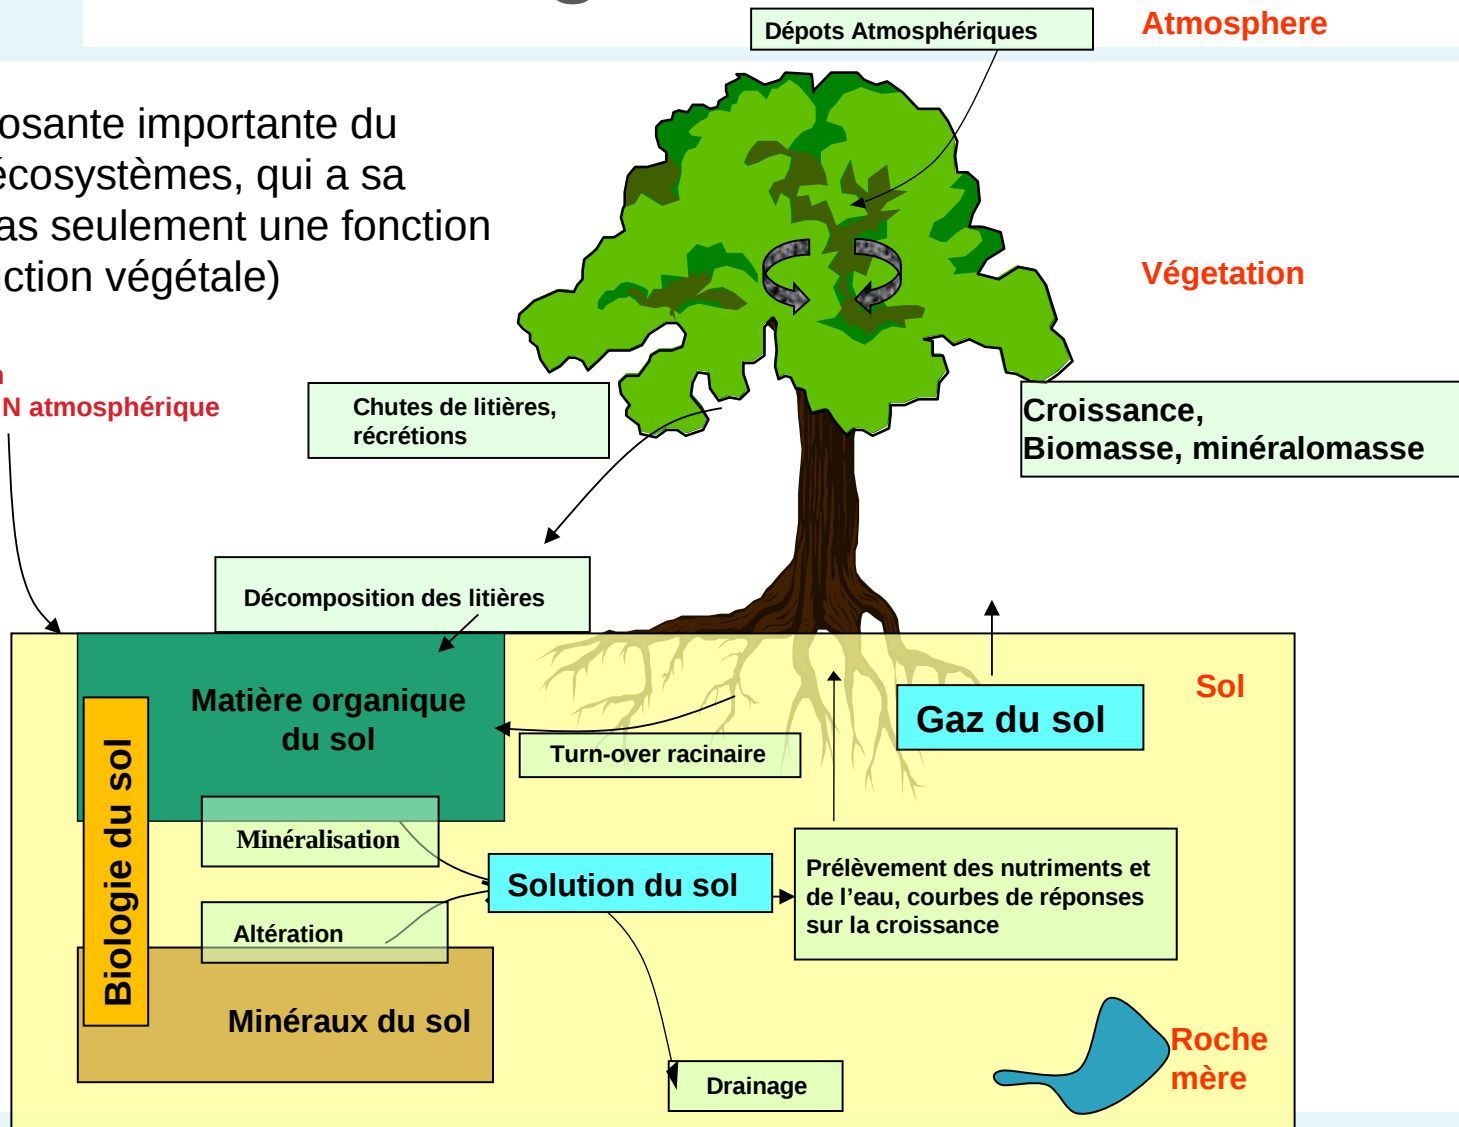 Dépots Atmosphériques
Atmosphere
osante importante du
écosystèmes, qui a sa
as seulement une fonction
ction végétale)
Végetation
N atmosphérique
Chutes de litières,
récrétions
Croissance,
Biomasse, minéralomasse
Décomposition des litières
Matière organique
du sol
Sol
Gaz du sol
Turn-over racinaire
Biologie du sol
Minéralisation
Solution du sol
Prélèvement des nutriments et
de l'eau, courbes de réponses
sur la croissance
Altération
Minéraux du sol
Roche
mère
Drainage